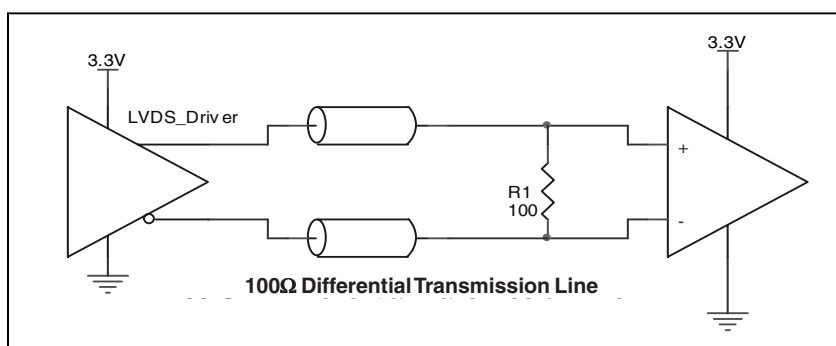 3.3V
3.3V
LVDS_Driver
+
R1
100
-
100Ω Differential Transmission Line